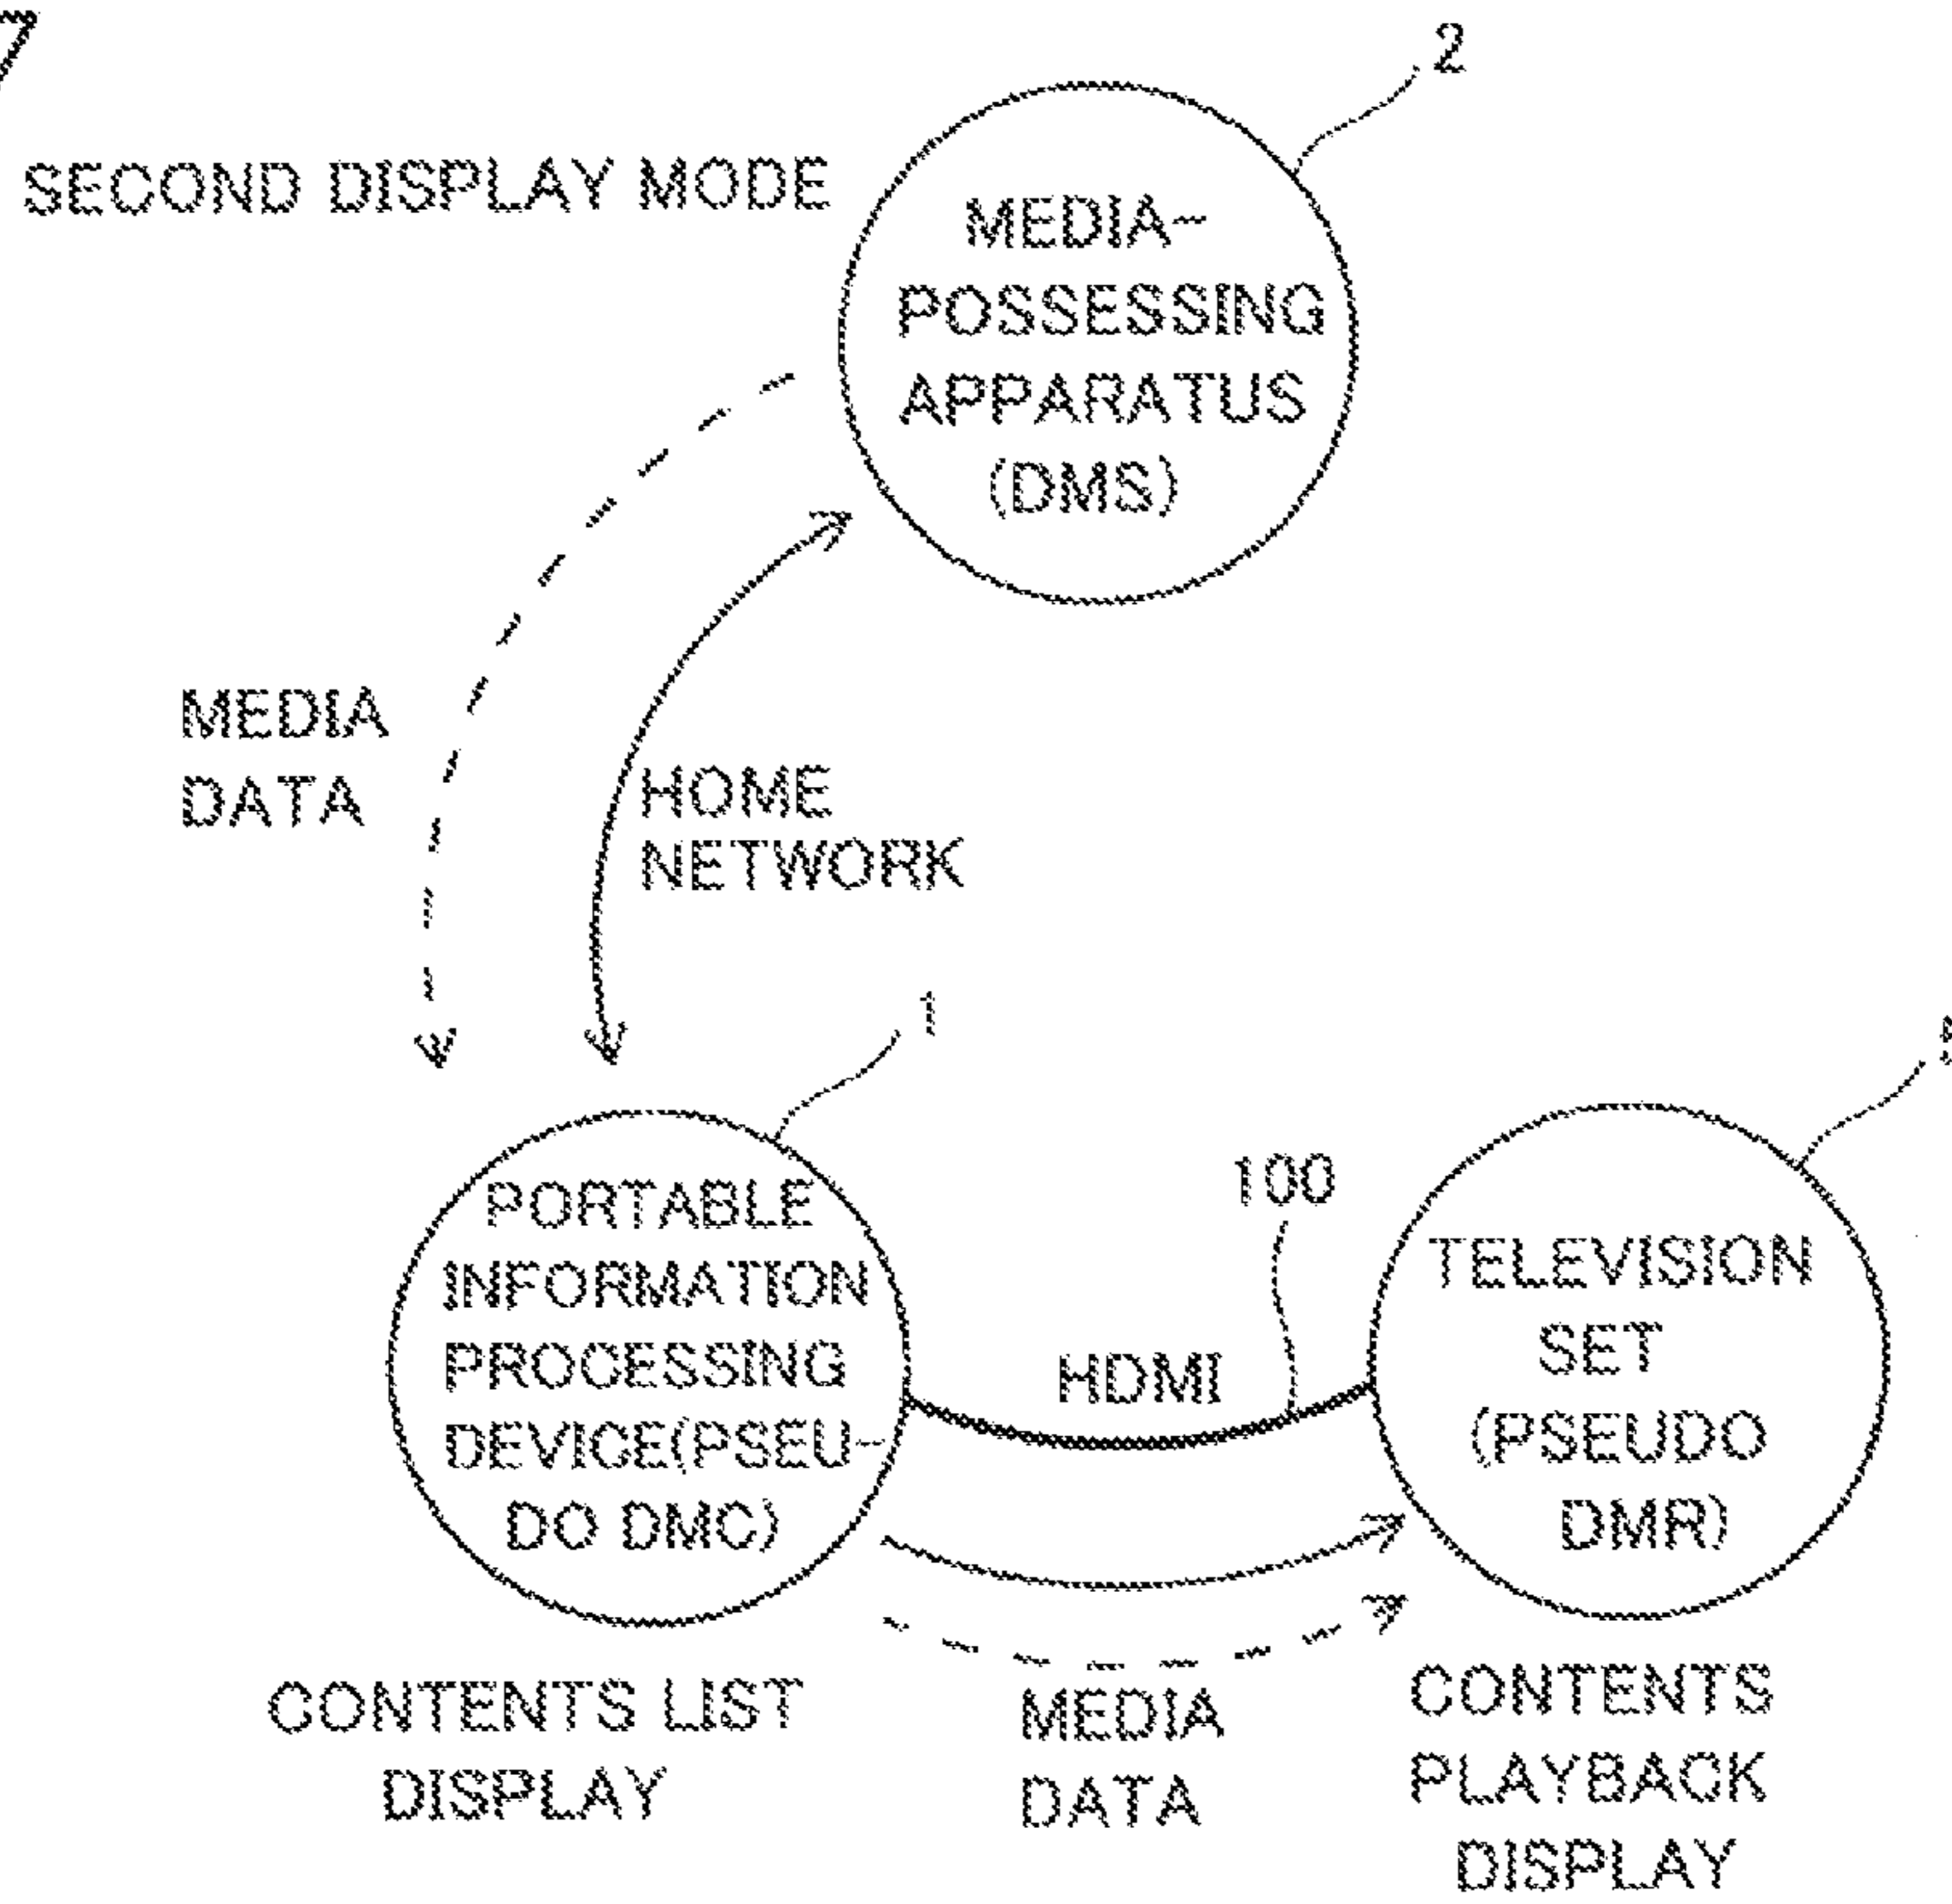 7
SECOND DISPLAY MODE
2
MEDIA-
POSSESSING
APPARATUS
(DMS)
MEDIA
DATA
HOME
NETWORK
1
PORTABLE
INFORMATION
PROCESSING
DEVICE(PSEU-
DO DMC)
100
HDMI
TELEVISION
SET
(PSEUDO
DMR)
CONTENTS LIST
DISPLAY
MEDIA
DATA
CONTENTS
PLAYBACK
DISPLAY